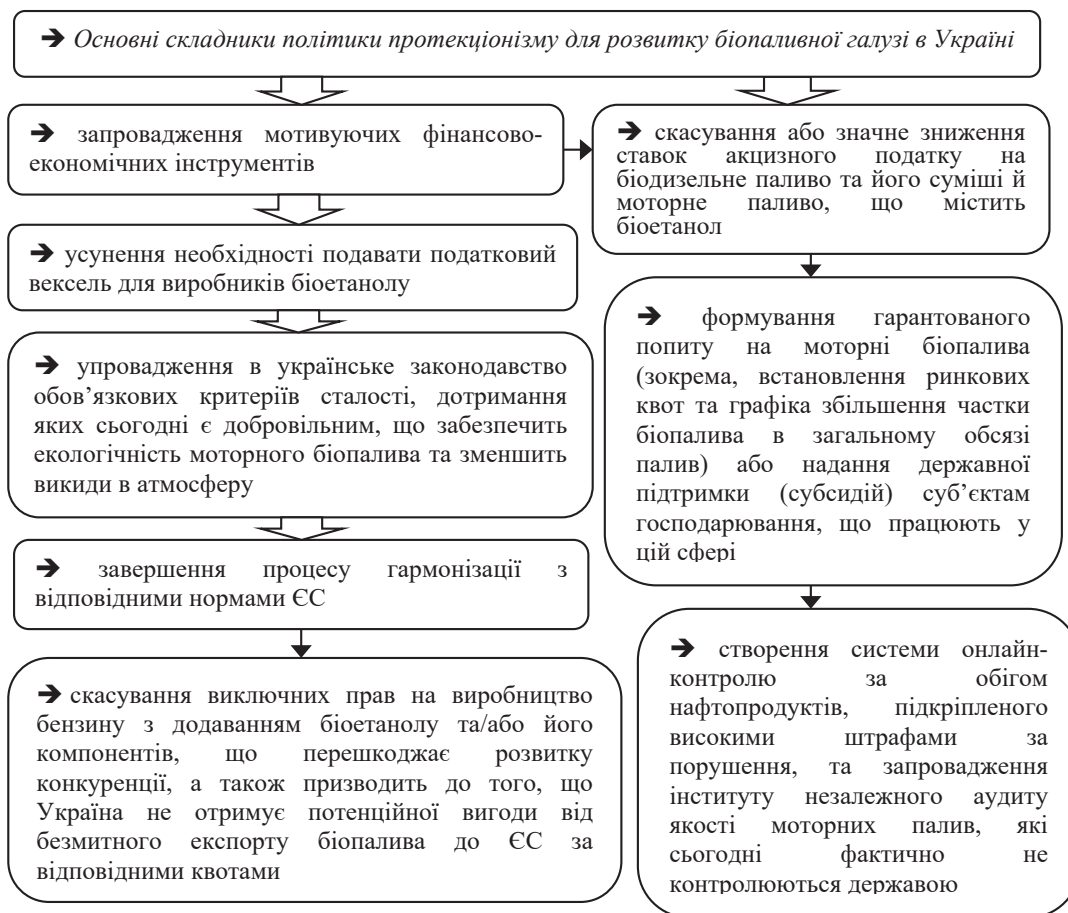 ➔ Основні складники політики протекціонізму для розвитку біопаливної галузі в Україні
➔ запровадження мотивуючих фінансово-
економічних інструментів
➔ усунення необхідності подавати податковий
вексель для виробників біоетанолу
➔ упровадження в українське законодавство
обов’язкових критеріїв сталості, дотримання
яких сьогодні є добровільним, що забезпечить
екологічність моторного біопалива та зменшить
викиди в атмосферу
➔ завершення процесу гармонізації з
відповідними нормами ЄС
➔ скасування виключних прав на виробництво
бензину з додаванням біоетанолу та/або його
компонентів, що перешкоджає розвитку
конкуренції, а також призводить до того, що
Україна не отримує потенційної вигоди від
безмитного експорту біопалива до ЄС за
відповідними квотами
➔ скасування або значне зниження
ставок акцизного податку на
біодизельне паливо та його суміші й
моторне паливо, що містить
біоетанол
➔ формування гарантованого
попиту на моторні біопалива
(зокрема, встановлення ринкових
квот та графіка збільшення частки
біопалива в загальному обсязі
палив) або надання державної
підтримки (субсидій) суб’єктам
господарювання, що працюють у
цій сфері
➔ створення системи онлайн-
контролю за обігом
нафтопродуктів, підкріпленого
високими штрафами за
порушення, та запровадження
інституту незалежного аудиту
якості моторних палив, які
сьогодні фактично не
контролюються державою